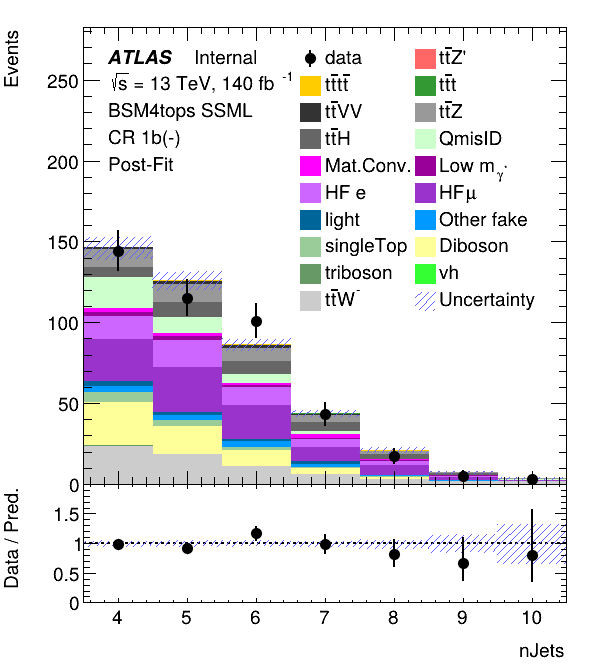 Events
ATLAS Internal
√s = 13 TeV, 140 fb⁻¹
BSM4tops SSML
CR 1b(-)
Post-Fit
data
tt̄Z'
tt̄tt̄
tt̄t
tt̄VV
tt̄Z
tt̄H
QmisID
Mat.Conv.
Low m_γ*
HF e
HF μ
light
Other fake
singleTop
Diboson
triboson
vh
tt̄W⁻
Uncertainty
250
200
150
100
50
0
Data / Pred.
1.5
1
0.5
0
4 5 6 7 8 9 10
nJets